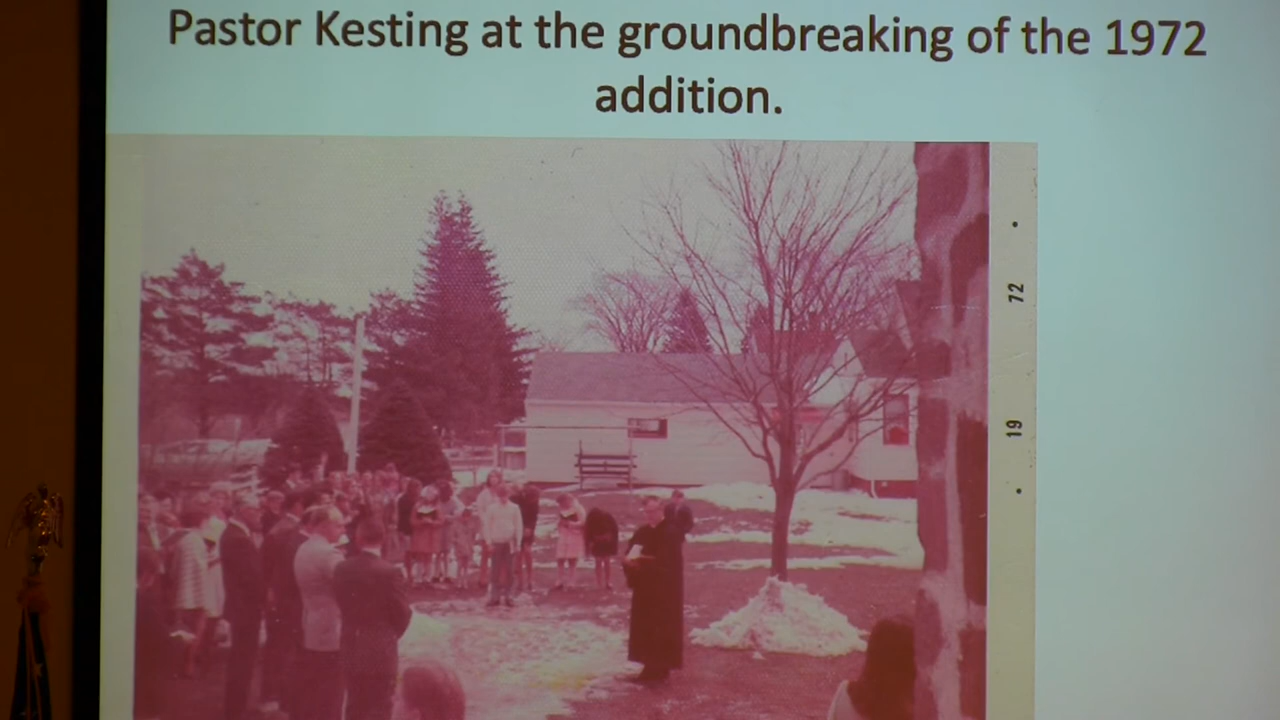 Pastor Kesting at the groundbreaking of the 1972
addition.
• 19 72 •